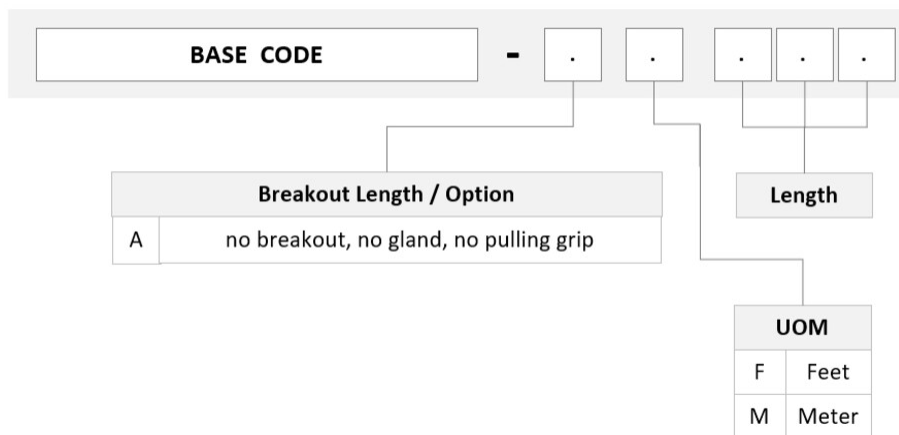 BASE CODE - . . . . .
Breakout Length / Option
A no breakout, no gland, no pulling grip
Length
UOM
F Feet
M Meter